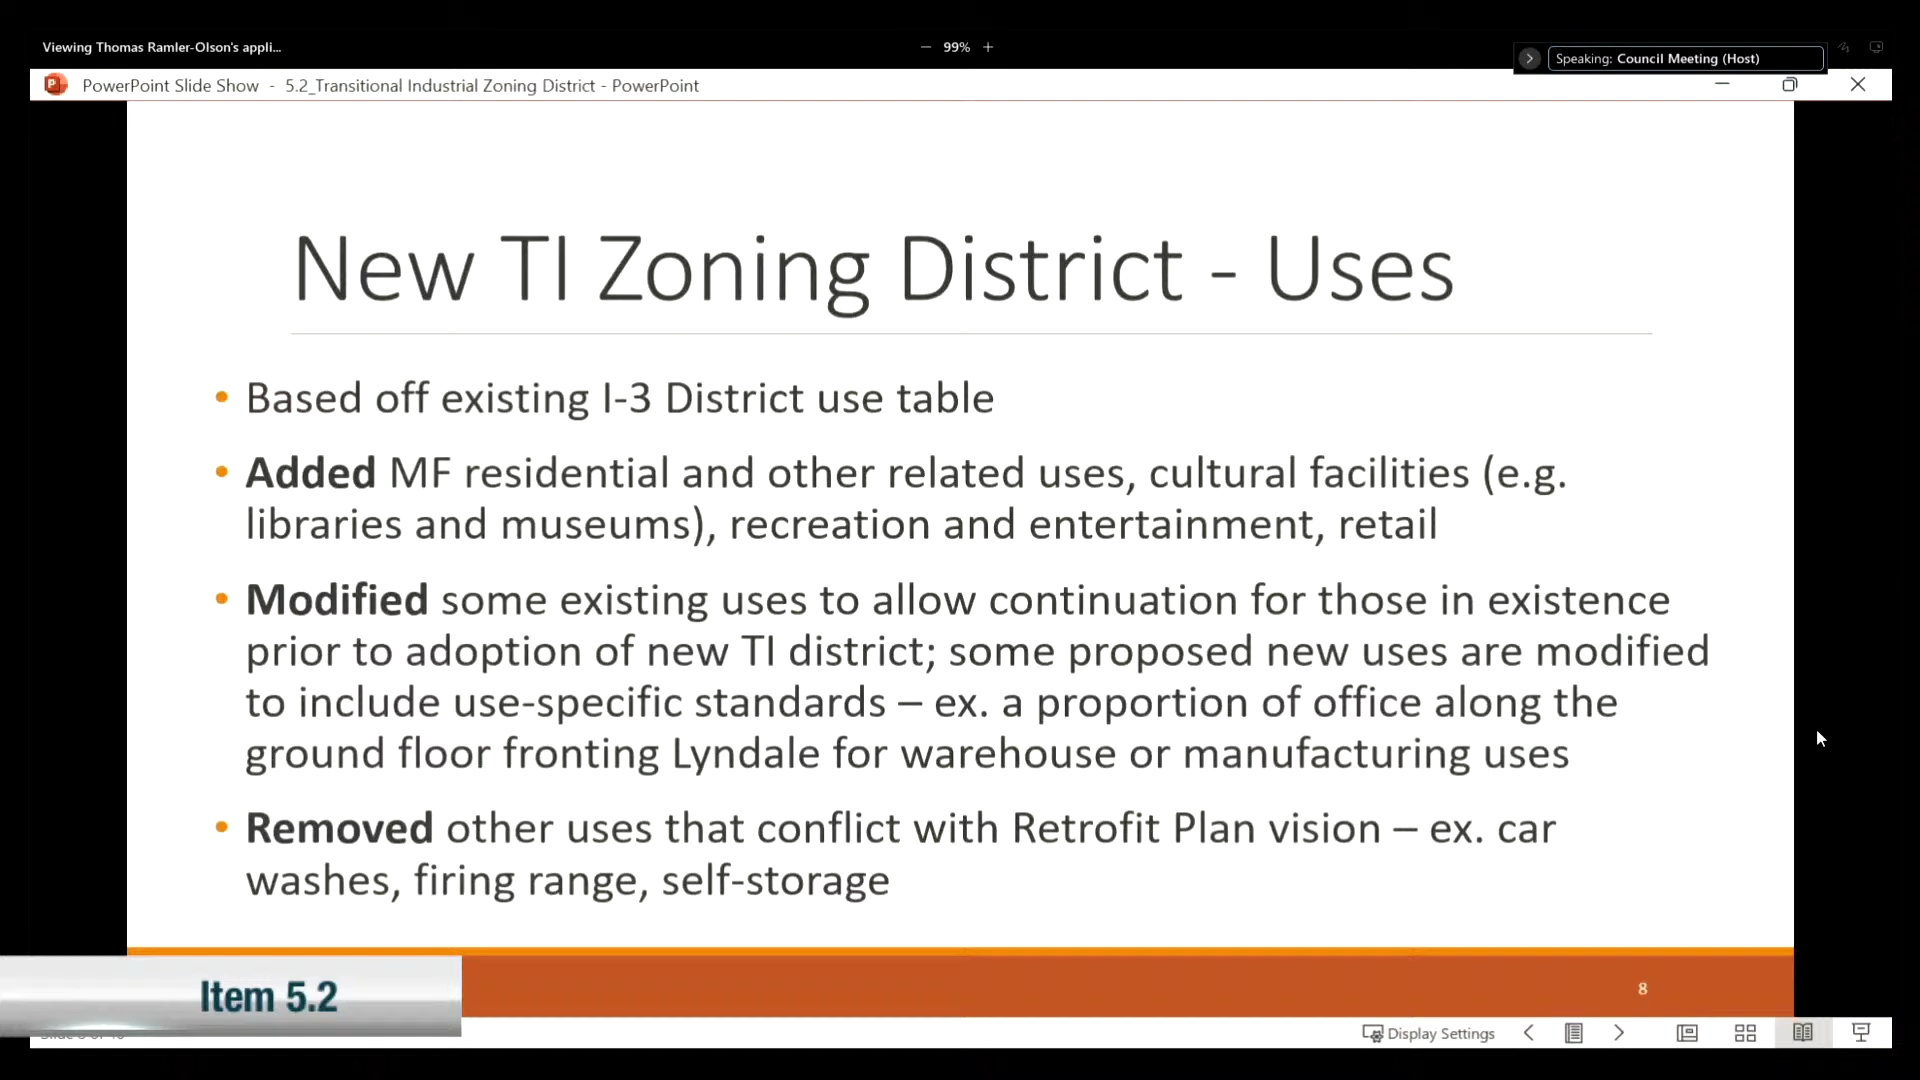 Viewing Thomas Ramler-Olson's appli...
99%
Speaking: Council Meeting (Host)
PowerPoint Slide Show - 5.2_Transitional Industrial Zoning District - PowerPoint
New TI Zoning District - Uses
• Based off existing I-3 District use table
• Added MF residential and other related uses, cultural facilities (e.g.
libraries and museums), recreation and entertainment, retail
• Modified some existing uses to allow continuation for those in existence
prior to adoption of new TI district; some proposed new uses are modified
to include use-specific standards – ex. a proportion of office along the
ground floor fronting Lyndale for warehouse or manufacturing uses
• Removed other uses that conflict with Retrofit Plan vision – ex. car
washes, firing range, self-storage
8
Item 5.2
Display Settings